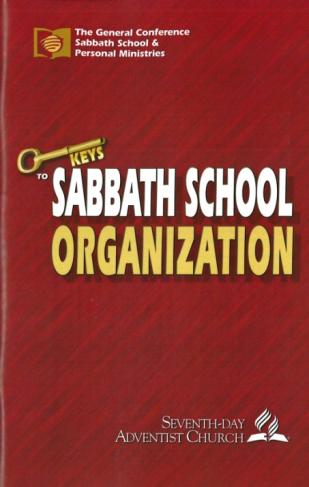 The General Conference
Sabbath School &
Personal Ministries
KEYS
TO
SABBATH SCHOOL
ORGANIZATION
SEVENTH-DAY
ADVENTIST CHURCH